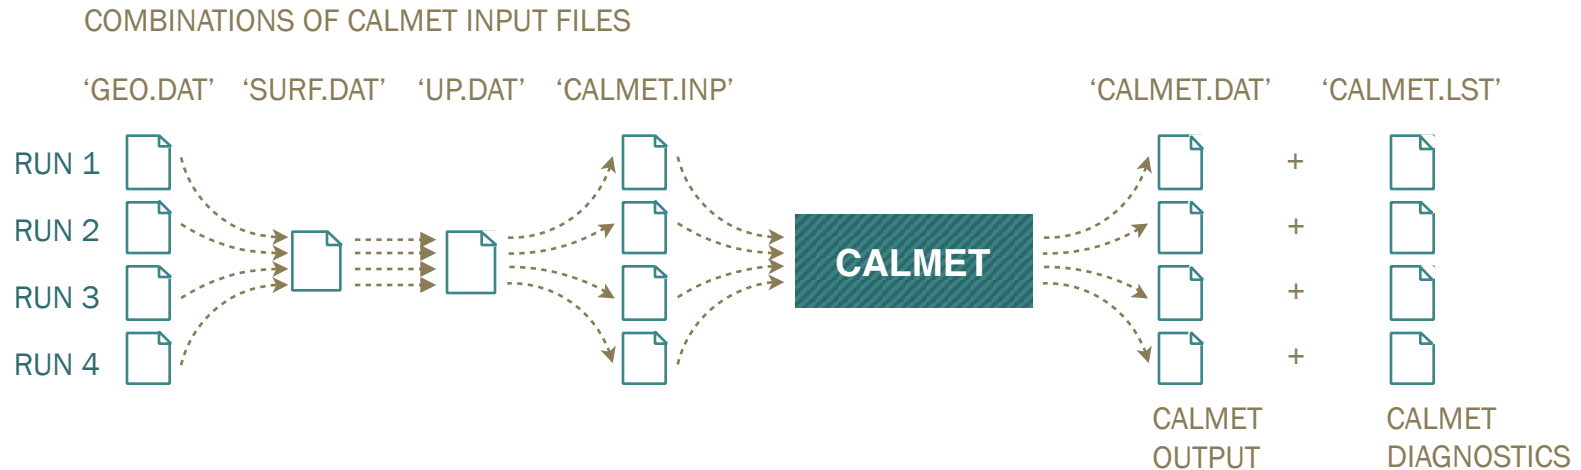 COMBINATIONS OF CALMET INPUT FILES
‘GEO.DAT’ ‘SURF.DAT’ ‘UP.DAT’ ‘CALMET.INP’ ‘CALMET.DAT’ ‘CALMET.LST’
RUN 1 +
RUN 2 +
CALMET
RUN 3 +
RUN 4 +
CALMET CALMET
OUTPUT DIAGNOSTICS